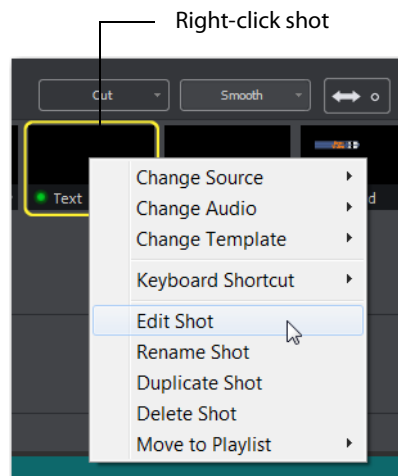 Right-click shot
Cut
Smooth
Text
d
Change Source
Change Audio
Change Template
Keyboard Shortcut
Edit Shot
Rename Shot
Duplicate Shot
Delete Shot
Move to Playlist